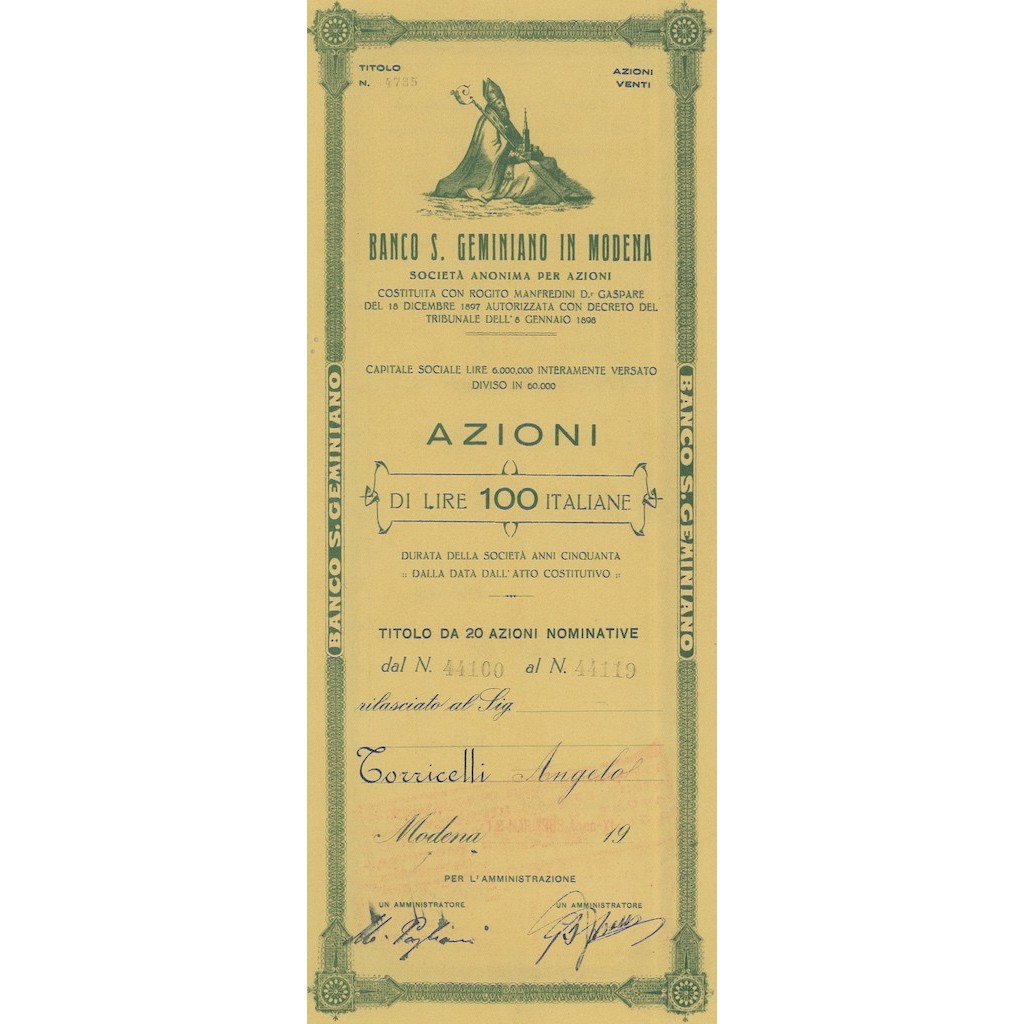 TITOLO
N. 4785
AZIONI
VENTI
BANCO S. GEMINIANO IN MODENA
SOCIETÀ ANONIMA PER AZIONI
COSTITUITA CON ROGITO MANFREDINI D.r GASPARE
DEL 18 DICEMBRE 1897 AUTORIZZATA CON DECRETO DEL
TRIBUNALE DELL' 8 GENNAIO 1898
CAPITALE SOCIALE LIRE 6.000,000 INTERAMENTE VERSATO
DIVISO IN 60.000
AZIONI
DI LIRE 100 ITALIANE
DURATA DELLA SOCIETÀ ANNI CINQUANTA
:: DALLA DATA DALL' ATTO COSTITUTIVO ::
TITOLO DA 20 AZIONI NOMINATIVE
dal N. 44100 al N. 44119
rilasciato al Sig.
Torricelli Angelo
Modena 19
PER L'AMMINISTRAZIONE
UN AMMINISTRATORE
UN AMMINISTRATORE
BANCO S. GEMINIANO
BANCO S. GEMINIANO